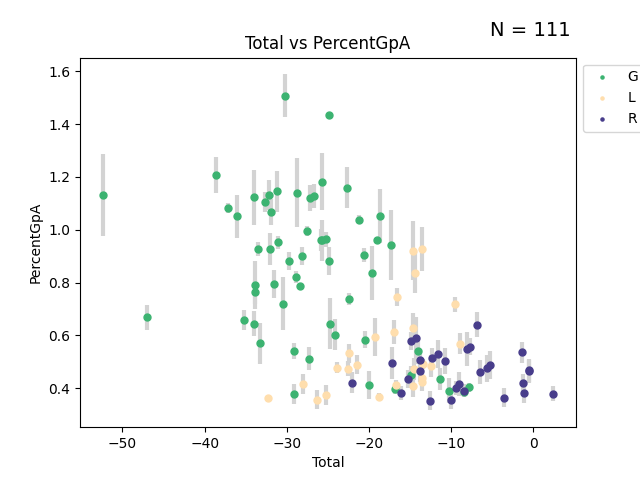 N = 111
Total vs PercentGpA
1.6
1.4
1.2
1.0
0.8
0.6
0.4
PercentGpA
−50
−40
−30
−20
−10
0
Total
G
L
R